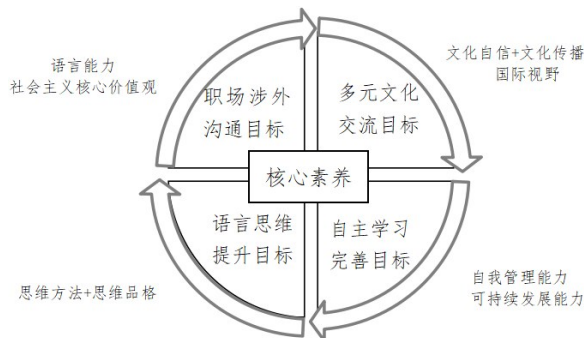 语言能力
社会主义核心价值观
文化自信+文化传播
国际视野
职场涉外
沟通目标
多元文化
交流目标
核心素养
语言思维
提升目标
自主学习
完善目标
思维方法+思维品格
自我管理能力
可持续发展能力